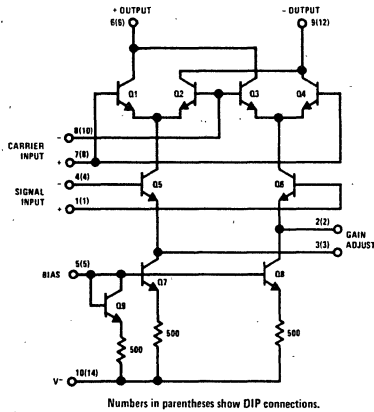 + OUTPUT
6(6)
- OUTPUT
9(12)
Q1
Q2
Q3
Q4
8(10)
-
CARRIER
INPUT
7(8)
+
4(4)
-
SIGNAL
INPUT
1(1)
+
Q5
Q6
2(2)
GAIN
ADJUST
3(3)
5(5)
BIAS
Q7
Q8
Q9
500
500
500
10(14)
V-
Numbers in parentheses show DIP connections.